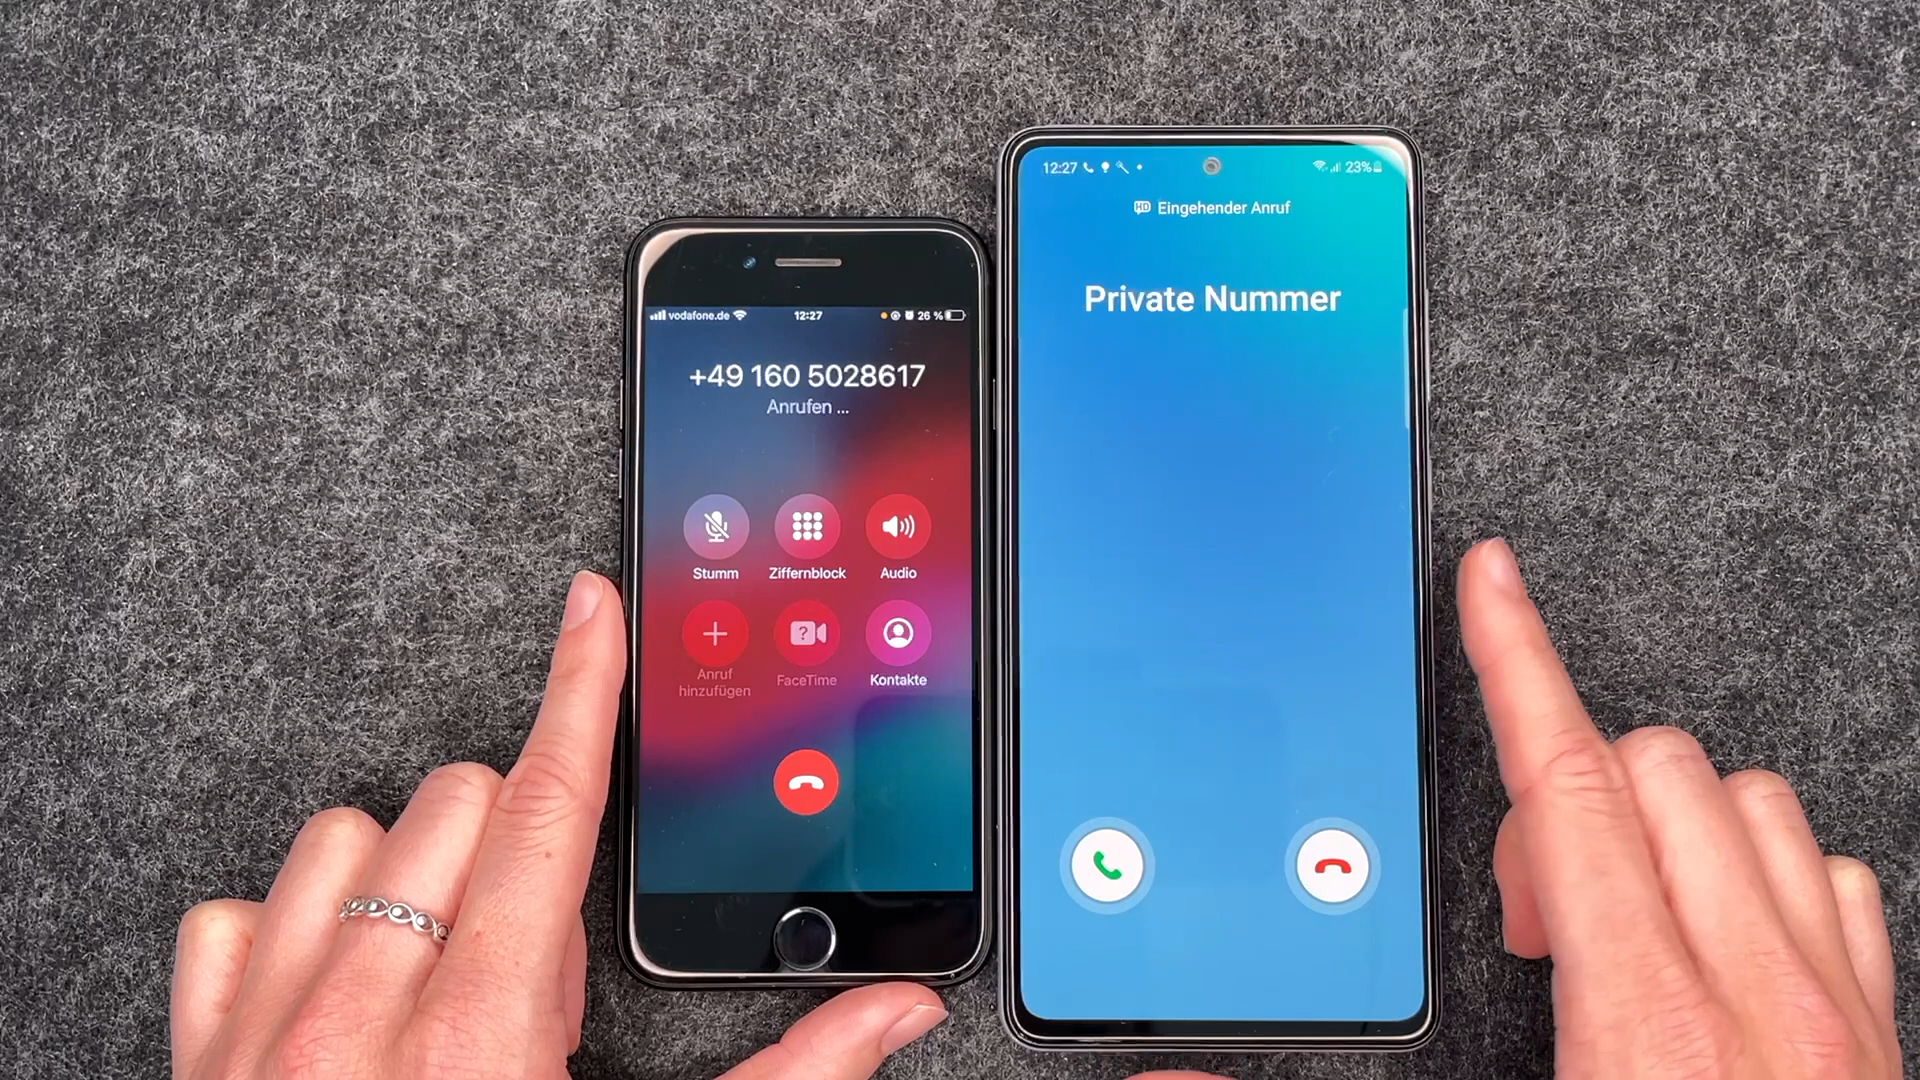 vodafone.de 12:27 26 %
+49 160 5028617
Anrufen ...
Stumm Ziffernblock Audio
?
Anruf hinzufügen FaceTime Kontakte
12:27 23%
HD Eingehender Anruf
Private Nummer